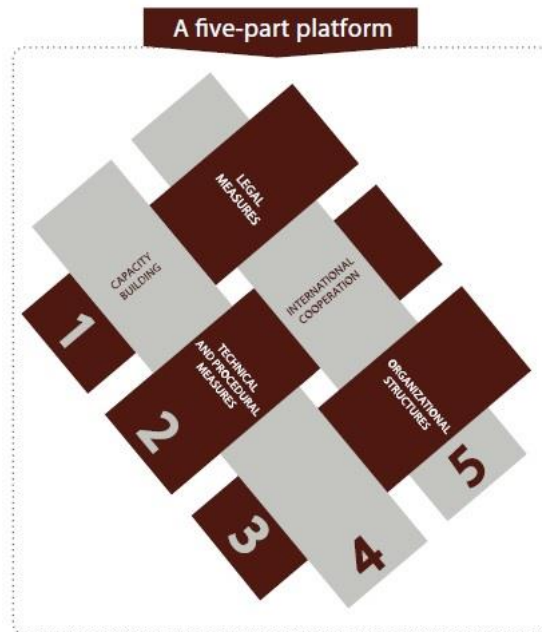 A five-part platform
LEGAL
MEASURES
CAPACITY
BUILDING
INTERNATIONAL
COOPERATION
TECHNICAL
AND PROCEDURAL
MEASURES
ORGANIZATIONAL
STRUCTURES
1
2
3
4
5